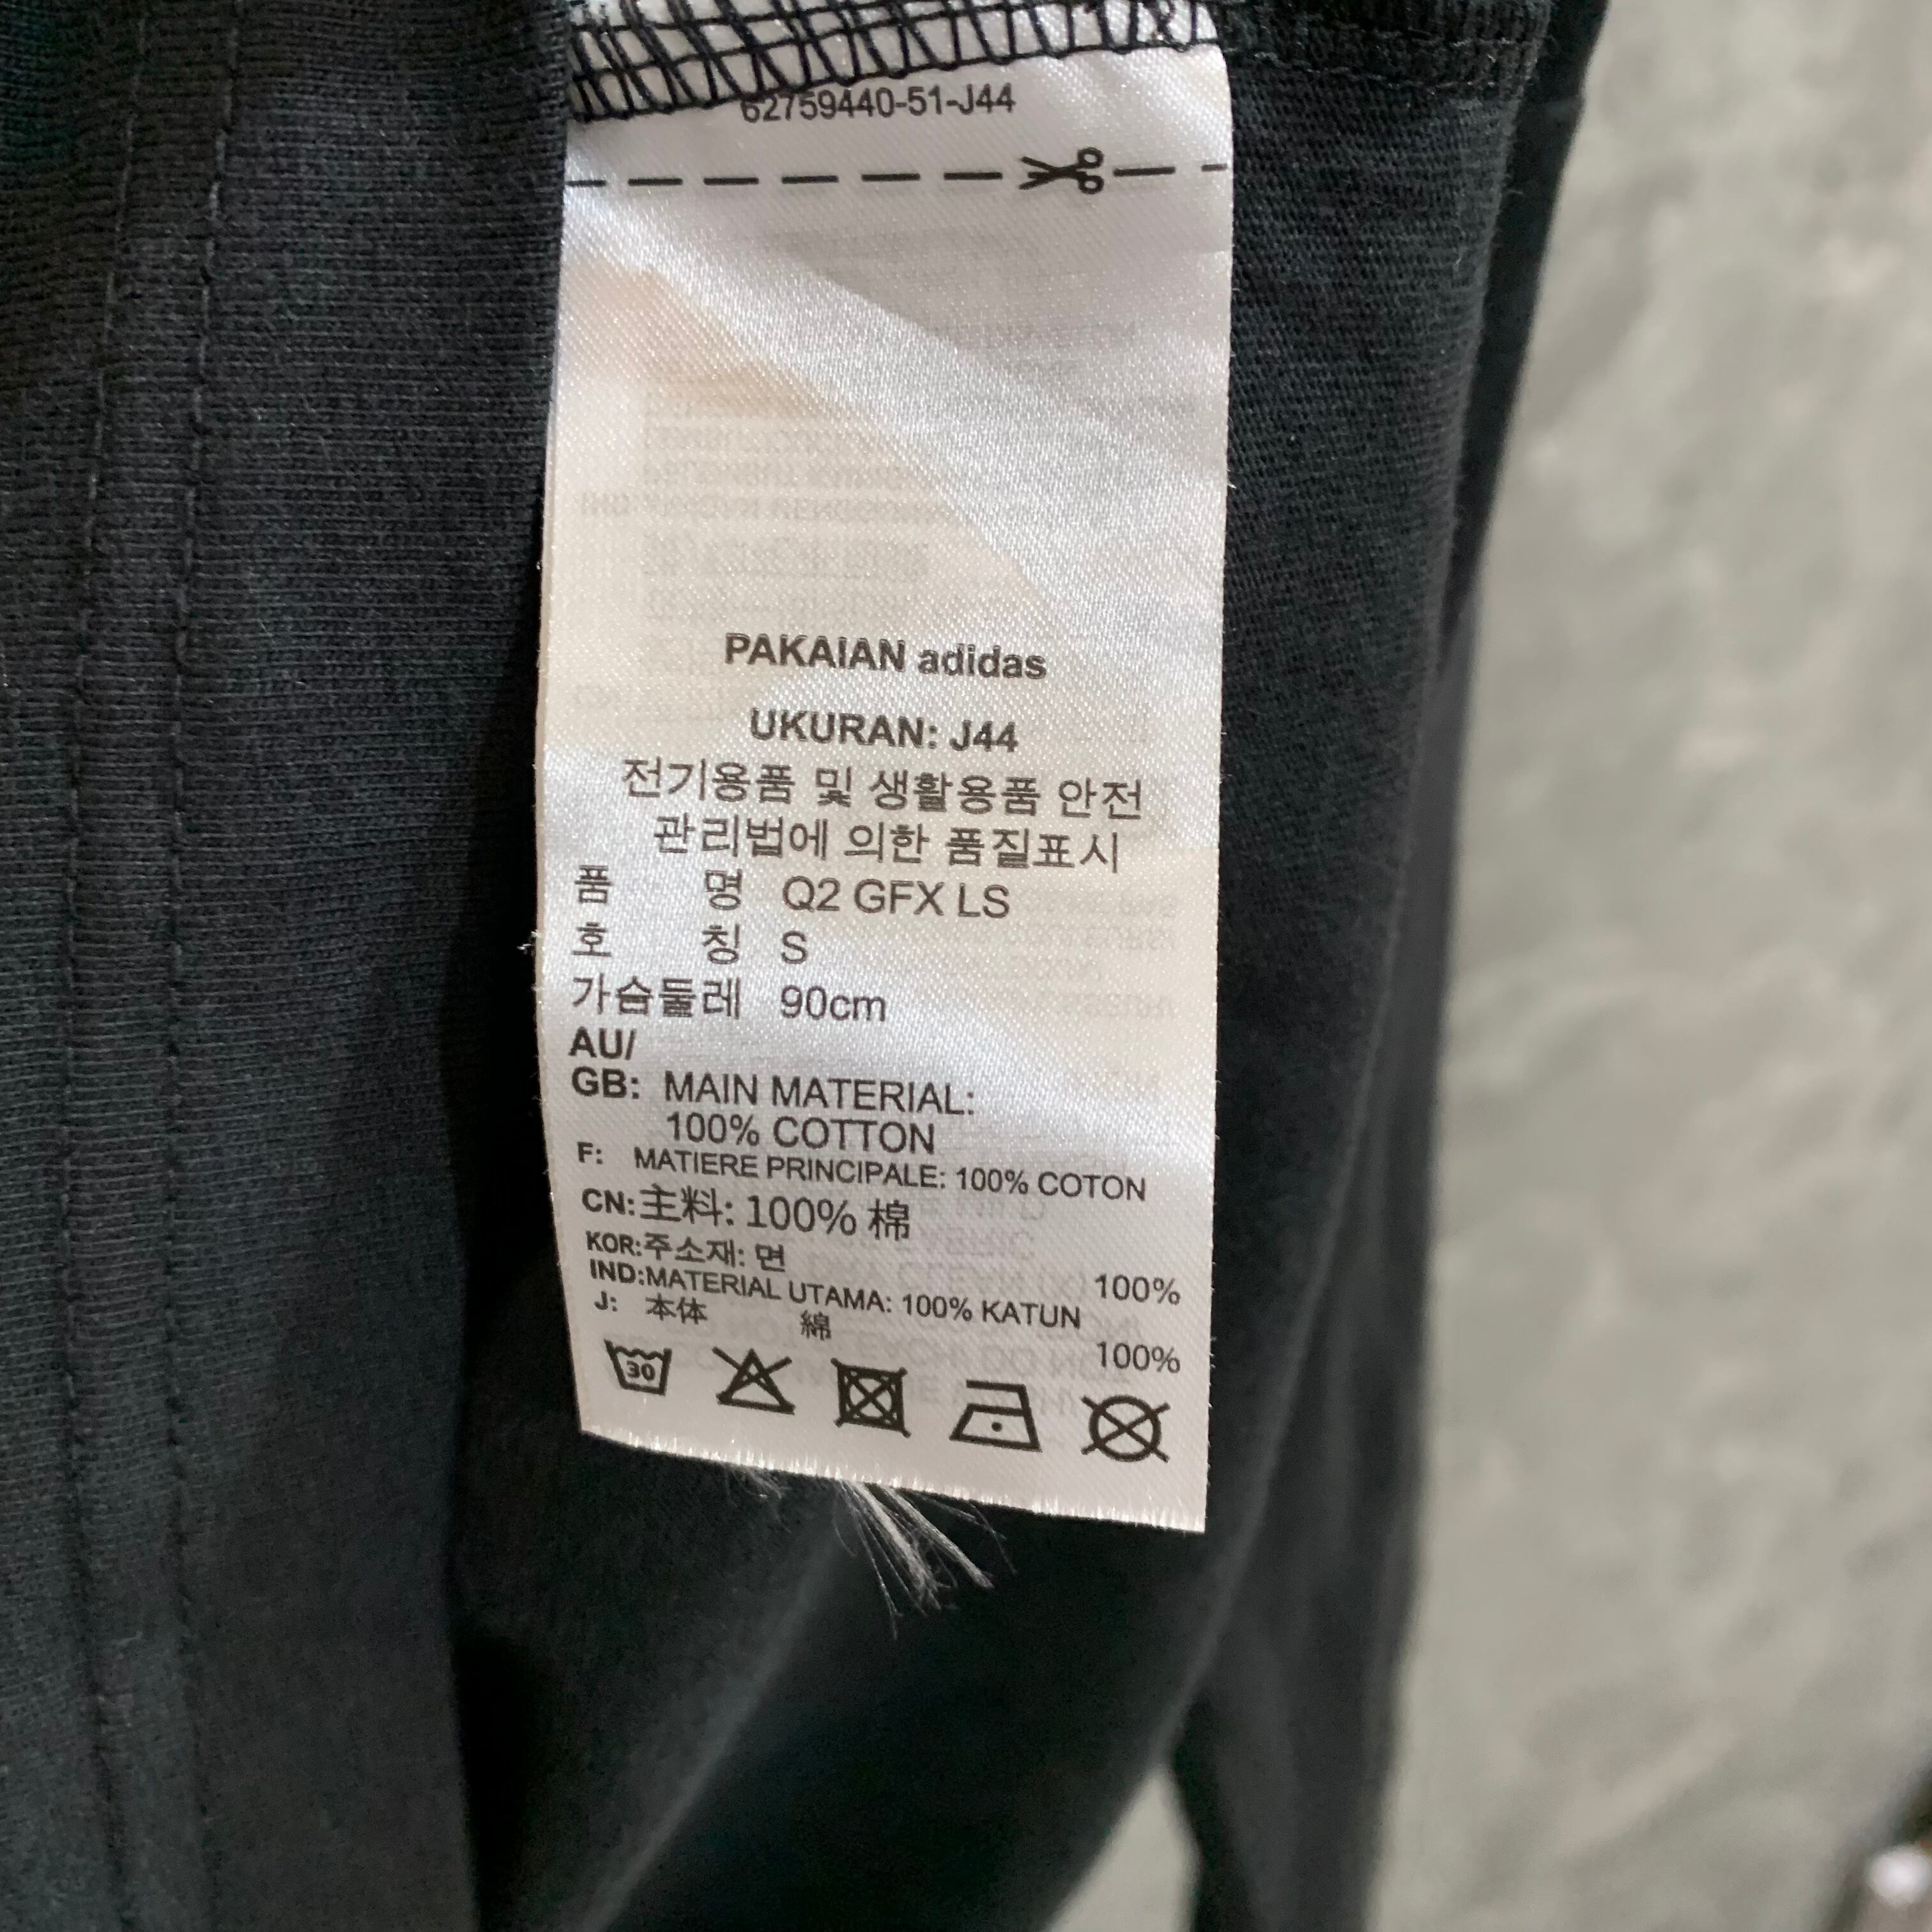 62759440-51-J44
PAKAIAN adidas
UKURAN: J44
전기용품 및 생활용품 안전
관리법에 의한 품질표시
품 명 Q2 GFX LS
호 칭 S
가슴둘레 90cm
AU/
GB: MAIN MATERIAL:
100% COTTON
F: MATIERE PRINCIPALE: 100% COTON
CN:主料: 100% 棉
KOR:주소재: 면 100%
IND:MATERIAL UTAMA: 100% KATUN
J: 本体 綿 100%
30